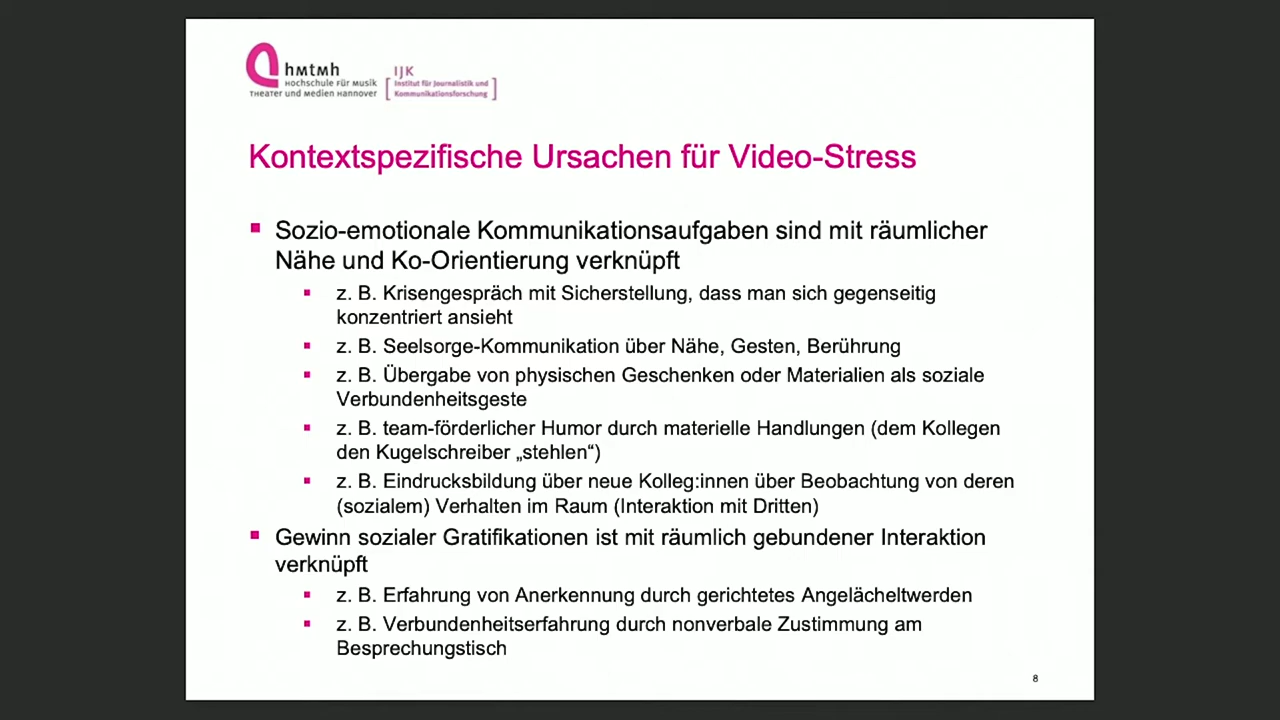 hmtmh
Hochschule für Musik
Theater und Medien Hannover
IJK
Institut für Journalistik und
Kommunikationsforschung
Kontextspezifische Ursachen für Video-Stress
Sozio-emotionale Kommunikationsaufgaben sind mit räumlicher
Nähe und Ko-Orientierung verknüpft
z. B. Krisengespräch mit Sicherstellung, dass man sich gegenseitig
konzentriert ansieht
z. B. Seelsorge-Kommunikation über Nähe, Gesten, Berührung
z. B. Übergabe von physischen Geschenken oder Materialien als soziale
Verbundenheitsgeste
z. B. team-förderlicher Humor durch materielle Handlungen (dem Kollegen
den Kugelschreiber „stehlen“)
z. B. Eindrucksbildung über neue Kolleg:innen über Beobachtung von deren
(sozialem) Verhalten im Raum (Interaktion mit Dritten)
Gewinn sozialer Gratifikationen ist mit räumlich gebundener Interaktion
verknüpft
z. B. Erfahrung von Anerkennung durch gerichtetes Angelächeltwerden
z. B. Verbundenheitserfahrung durch nonverbale Zustimmung am
Besprechungstisch
8